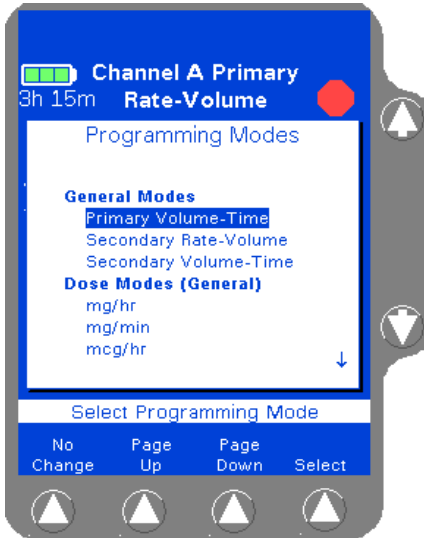 Channel A Primary
3h 15m Rate-Volume
Programming Modes
General Modes
Primary Volume-Time
Secondary Rate-Volume
Secondary Volume-Time
Dose Modes (General)
mg/hr
mg/min
mcg/hr
↓
Select Programming Mode
No Page Page
Change Up Down Select